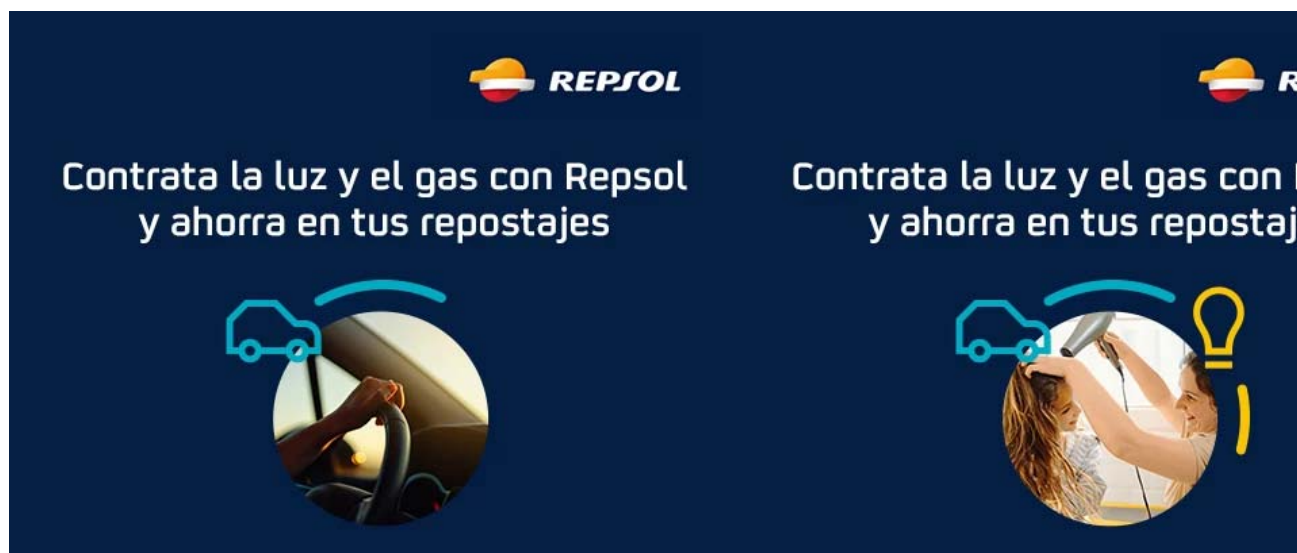 REPSOL
Contrata la luz y el gas con Repsol
y ahorra en tus repostajes
R
Contrata la luz y el gas con
y ahorra en tus repostaj